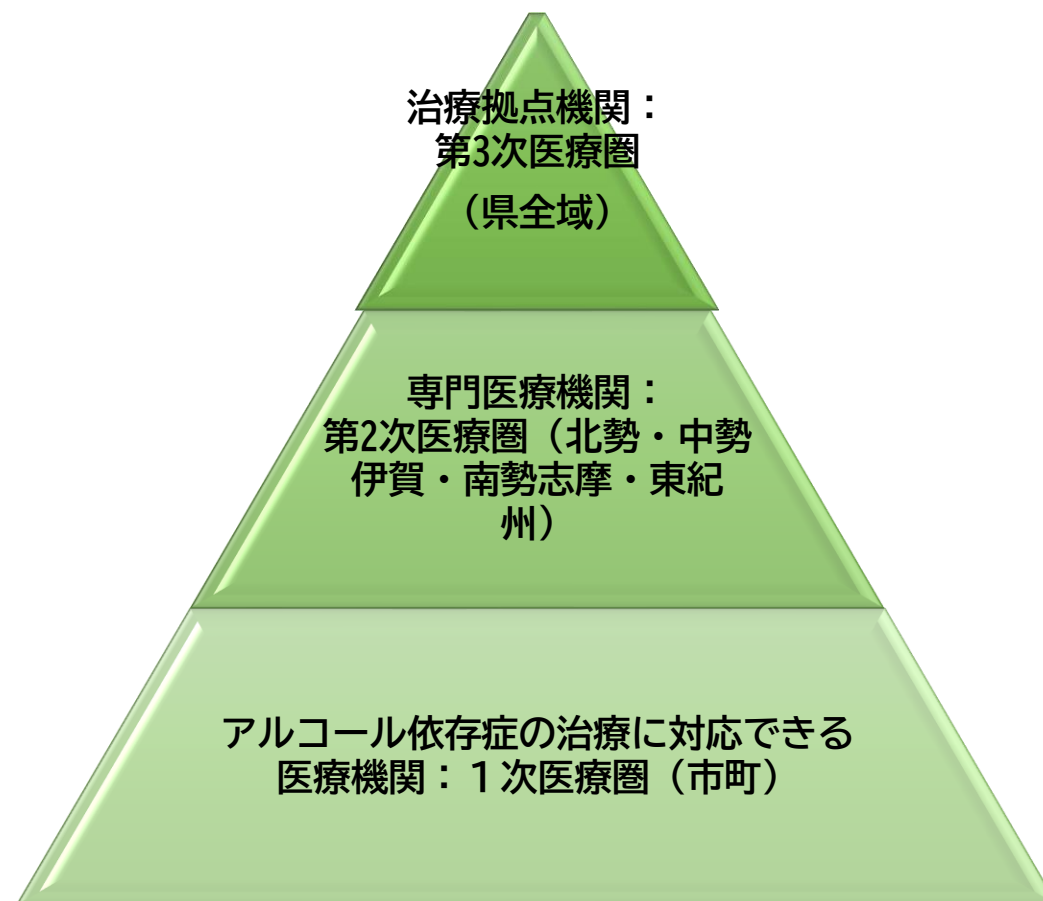 治療拠点機関：
第3次医療圏
（県全域）
専門医療機関：
第2次医療圏（北勢・中勢
伊賀・南勢志摩・東紀
州）
アルコール依存症の治療に対応できる
医療機関：１次医療圏（市町）